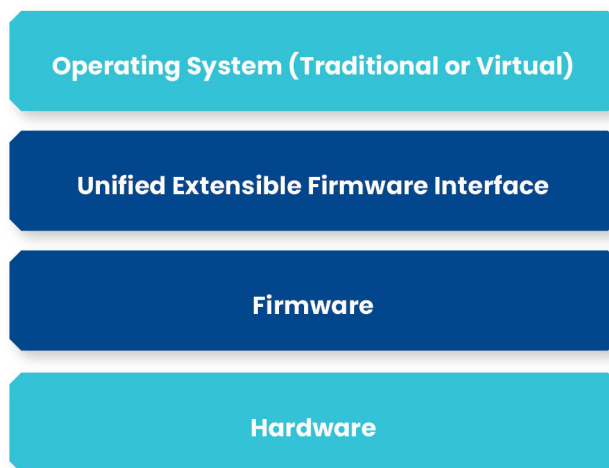 Operating System (Traditional or Virtual)
Unified Extensible Firmware Interface
Firmware
Hardware